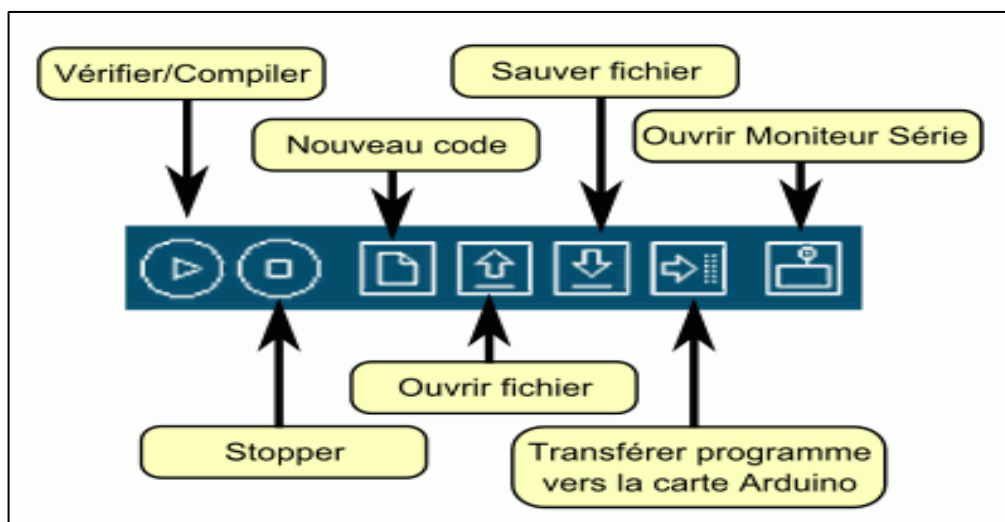 Vérifier/Compiler
Sauver fichier
Nouveau code
Ouvrir Moniteur Série
Ouvrir fichier
Stopper
Transférer programme
vers la carte Arduino